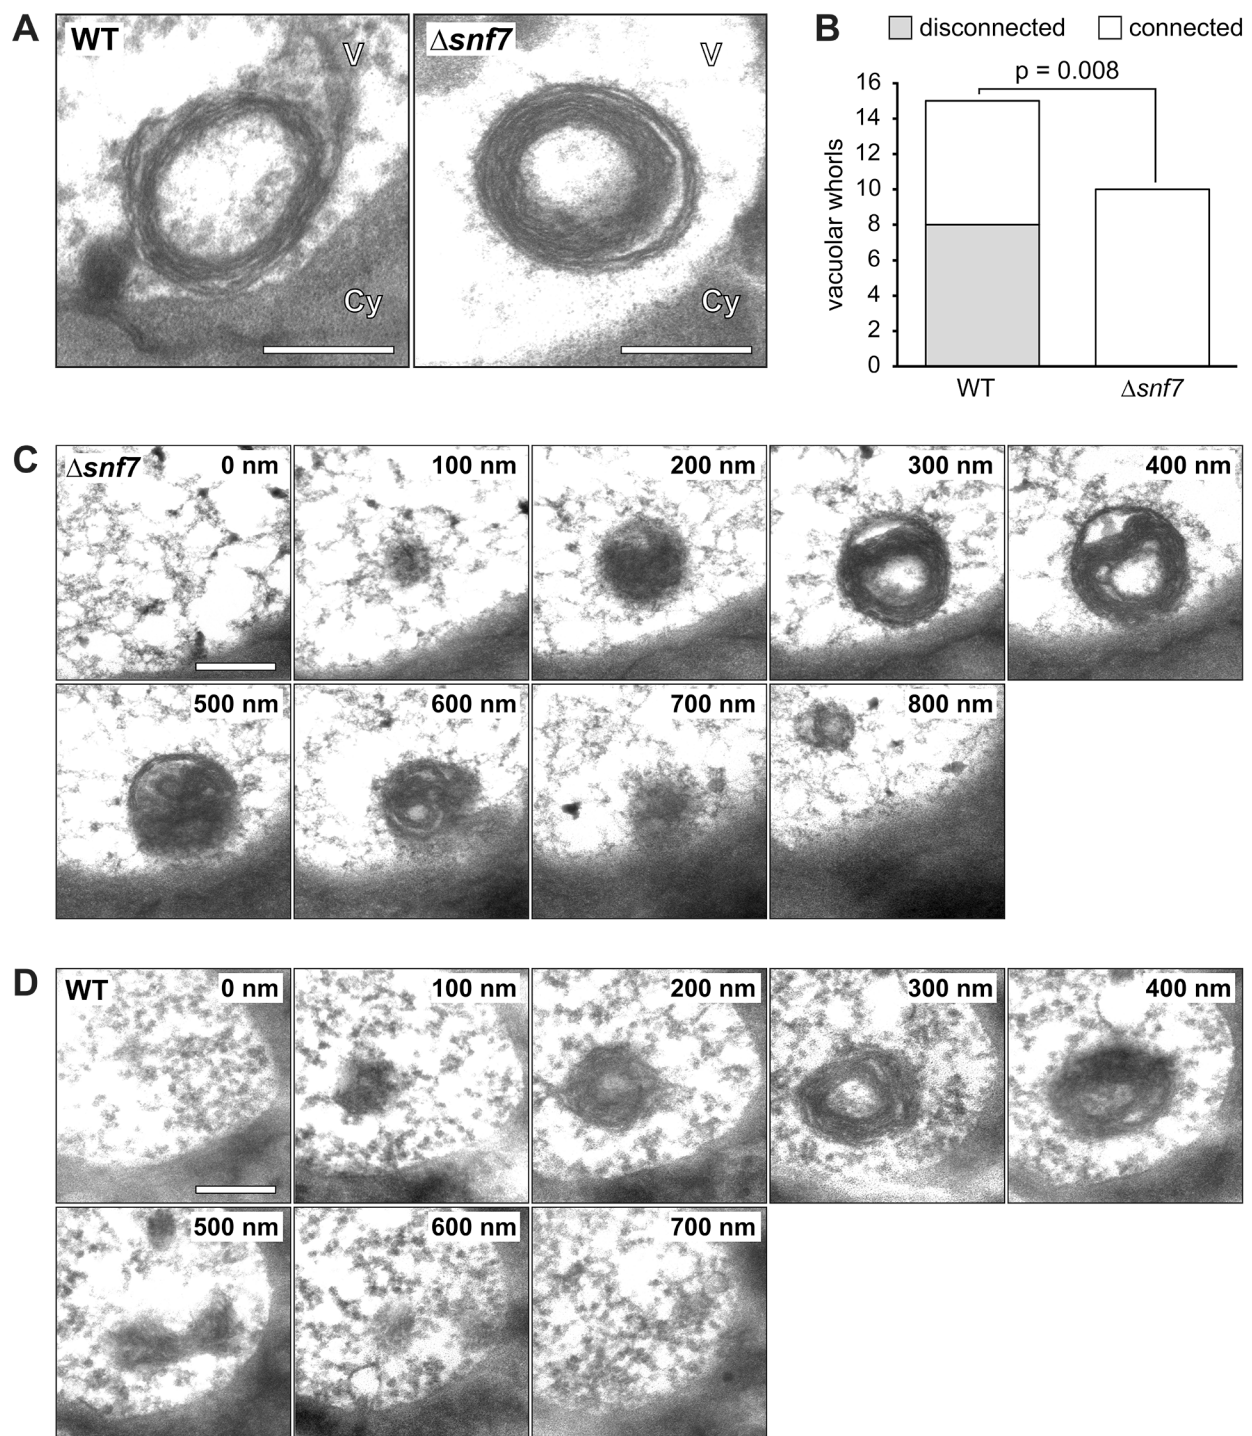 A
WT
V
Cy
Δsnf7
V
Cy
B
disconnected
connected
p = 0.008
vacuolar whorls
16
14
12
10
8
6
4
2
0
WT
Δsnf7
C
Δsnf7
0 nm
100 nm
200 nm
300 nm
400 nm
500 nm
600 nm
700 nm
800 nm
D
WT
0 nm
100 nm
200 nm
300 nm
400 nm
500 nm
600 nm
700 nm